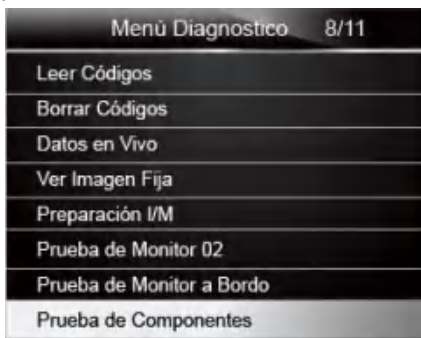 Menù Diagnostico 8/11
Leer Códigos
Borrar Códigos
Datos en Vivo
Ver Imagen Fija
Preparación I/M
Prueba de Monitor 02
Prueba de Monitor a Bordo
Prueba de Componentes